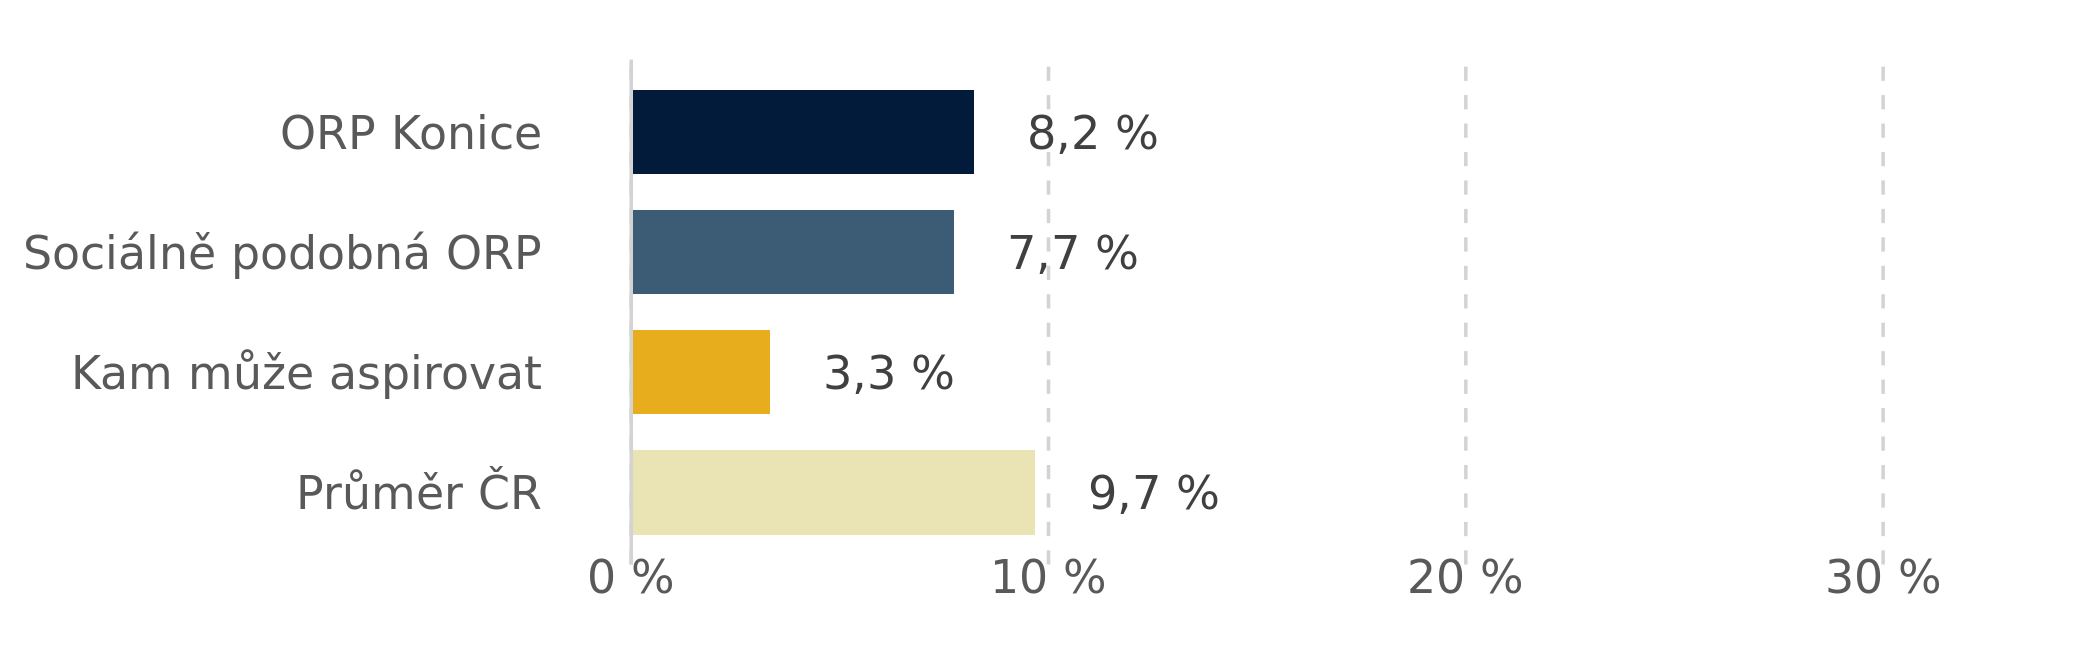 ORP Konice 8,2 %
Sociálně podobná ORP 7,7 %
Kam může aspirovat 3,3 %
Průměr ČR 9,7 %
0 % 10 % 20 % 30 %